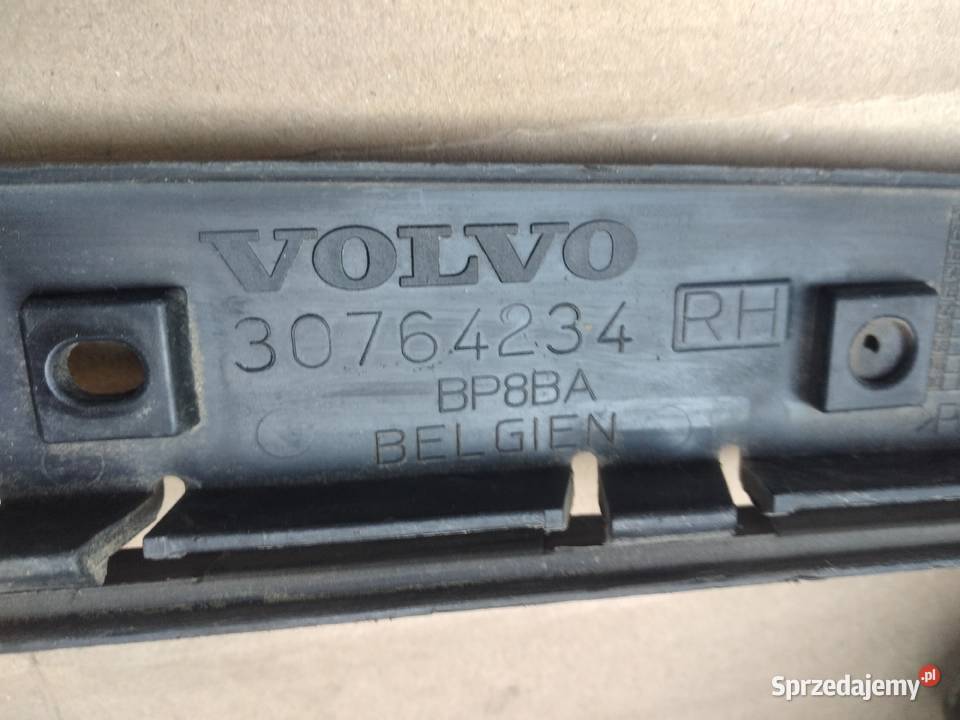 VOLVO
30764234 RH
BP8BA
BELGIEN
Sprzedajemy.pl